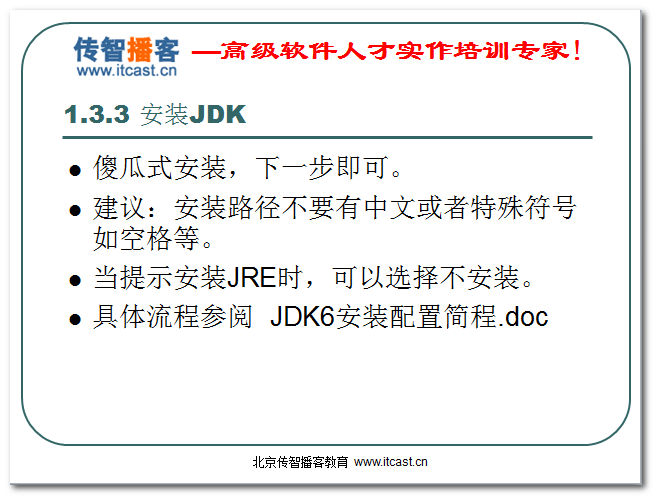 传智播客 —高级软件人才实作培训专家!
www.itcast.cn
1.3.3 安装JDK
傻瓜式安装，下一步即可。
建议：安装路径不要有中文或者特殊符号
如空格等。
当提示安装JRE时，可以选择不安装。
具体流程参阅 JDK6安装配置简程.doc
北京传智播客教育 www.itcast.cn